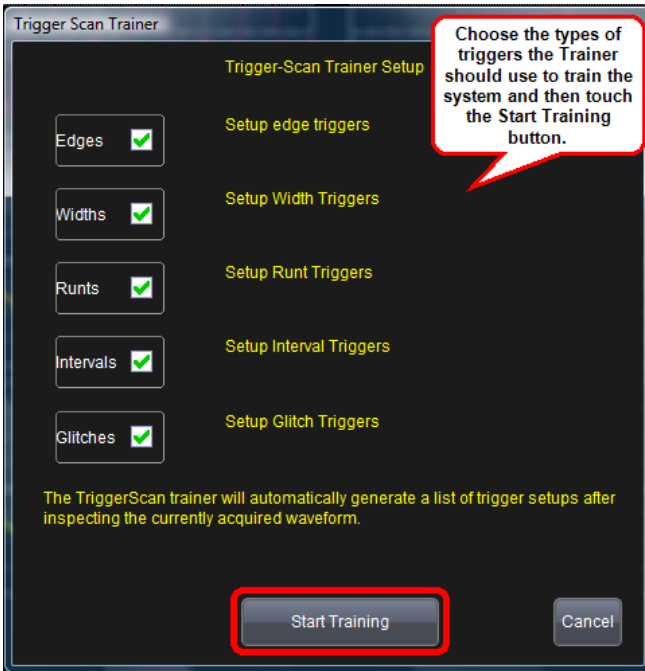 Trigger Scan Trainer
Choose the types of
triggers the Trainer
should use to train the
system and then touch
the Start Training
button.
Trigger-Scan Trainer Setup
Edges
Setup edge triggers
Widths
Setup Width Triggers
Runts
Setup Runt Triggers
Intervals
Setup Interval Triggers
Glitches
Setup Glitch Triggers
The TriggerScan trainer will automatically generate a list of trigger setups after
inspecting the currently acquired waveform.
Start Training
Cancel